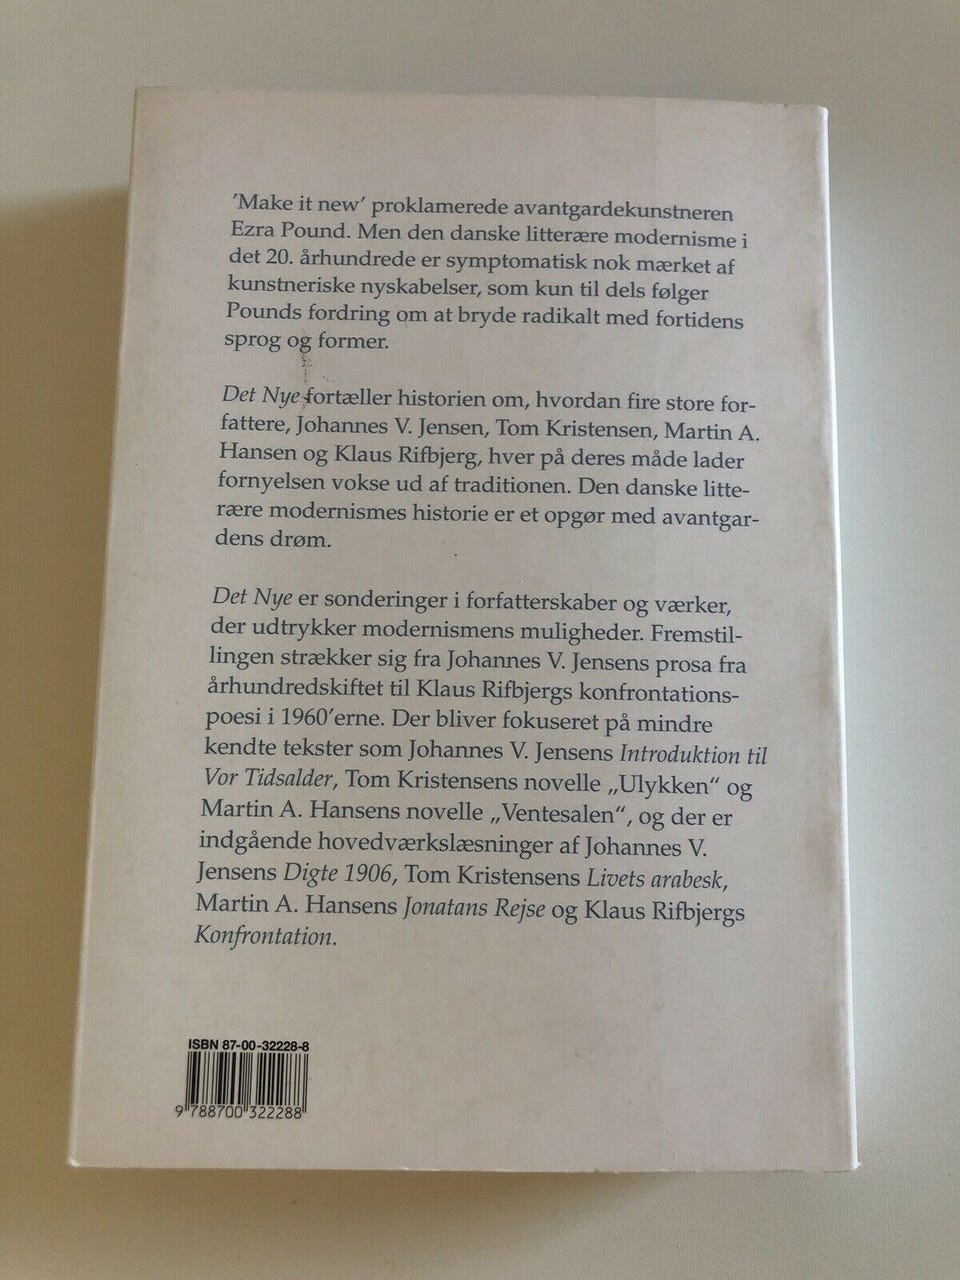 'Make it new' proklamerede avantgardekunstneren
Ezra Pound. Men den danske litterære modernisme i
det 20. århundrede er symptomatisk nok mærket af
kunstneriske nyskabelser, som kun til dels følger
Pounds fordring om at bryde radikalt med fortidens
sprog og former.
Det Nye fortæller historien om, hvordan fire store for-
fattere, Johannes V. Jensen, Tom Kristensen, Martin A.
Hansen og Klaus Rifbjerg, hver på deres måde lader
fornyelsen vokse ud af traditionen. Den danske litte-
rære modernismes historie er et opgør med avantgar-
dens drøm.
Det Nye er sonderinger i forfatterskaber og værker,
der udtrykker modernismens muligheder. Fremstil-
lingen strækker sig fra Johannes V. Jensens prosa fra
århundredskiftet til Klaus Rifbjergs konfrontations-
poesi i 1960'erne. Der bliver fokuseret på mindre
kendte tekster som Johannes V. Jensens Introduktion til
Vor Tidsalder, Tom Kristensens novelle „Ulykken“ og
Martin A. Hansens novelle „Ventesalen“, og der er
indgående hovedværkslæsninger af Johannes V.
Jensens Digte 1906, Tom Kristensens Livets arabesk,
Martin A. Hansens Jonatans Rejse og Klaus Rifbjergs
Konfrontation.
ISBN 87-00-32228-8
9 788700 322288